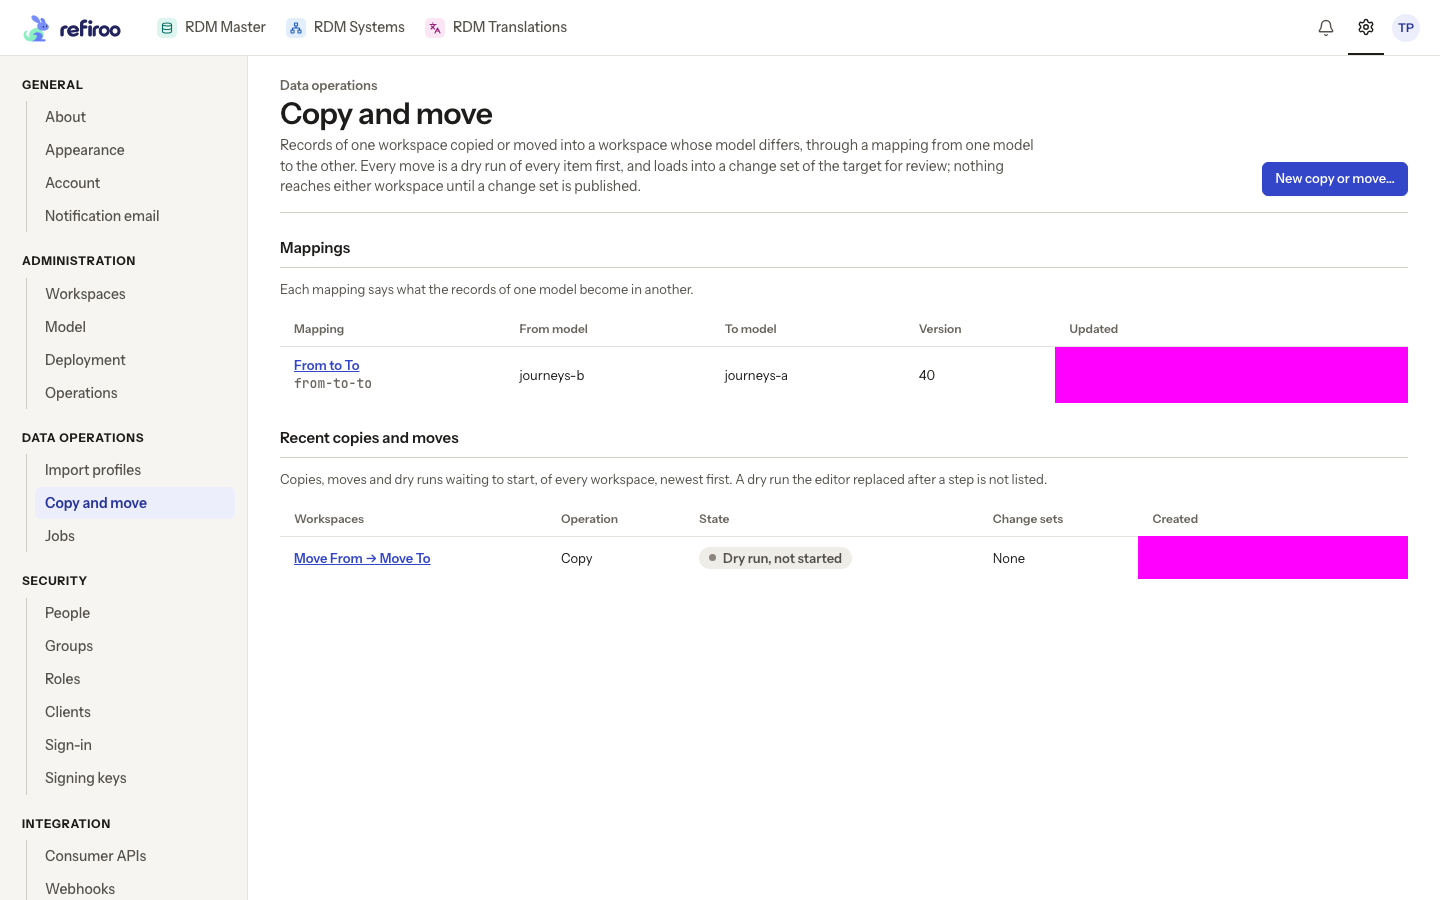 refiroo
RDM Master
RDM Systems
RDM Translations
TP
GENERAL
About
Appearance
Account
Notification email
ADMINISTRATION
Workspaces
Model
Deployment
Operations
DATA OPERATIONS
Import profiles
Copy and move
Jobs
SECURITY
People
Groups
Roles
Clients
Sign-in
Signing keys
INTEGRATION
Consumer APIs
Webhooks
Data operations
Copy and move
Records of one workspace copied or moved into a workspace whose model differs, through a mapping from one model
to the other. Every move is a dry run of every item first, and loads into a change set of the target for review; nothing
reaches either workspace until a change set is published.
New copy or move...
Mappings
Each mapping says what the records of one model become in another.
Mapping From model To model Version Updated
From to To
from-to-to
journeys-b journeys-a 40
Recent copies and moves
Copies, moves and dry runs waiting to start, of every workspace, newest first. A dry run the editor replaced after a step is not listed.
Workspaces Operation State Change sets Created
Move From → Move To Copy Dry run, not started None